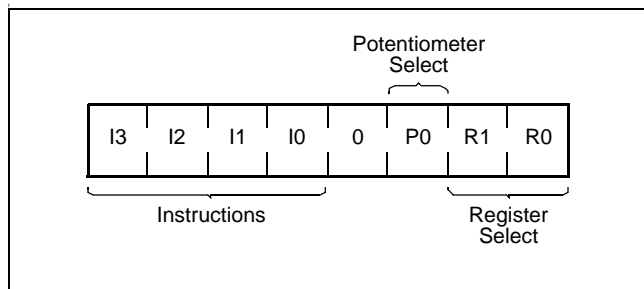 Potentiometer
Select
I3 I2 I1 I0 0 P0 R1 R0
Instructions
Register
Select